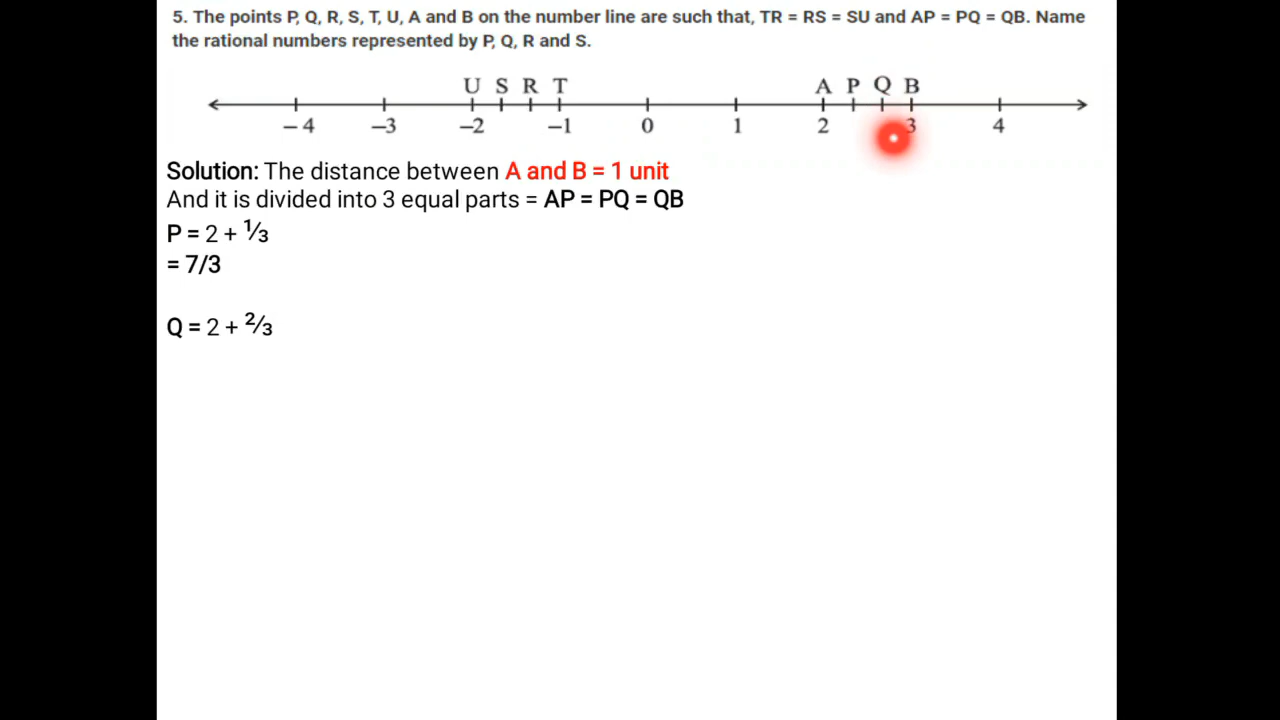 5. The points P, Q, R, S, T, U, A and B on the number line are such that, TR = RS = SU and AP = PQ = QB. Name
the rational numbers represented by P, Q, R and S.
U S R T A P Q B
–4 –3 –2 –1 0 1 2 3 4
Solution: The distance between A and B = 1 unit
And it is divided into 3 equal parts = AP = PQ = QB
P = 2 + ⅓
= 7/3
Q = 2 + ⅔